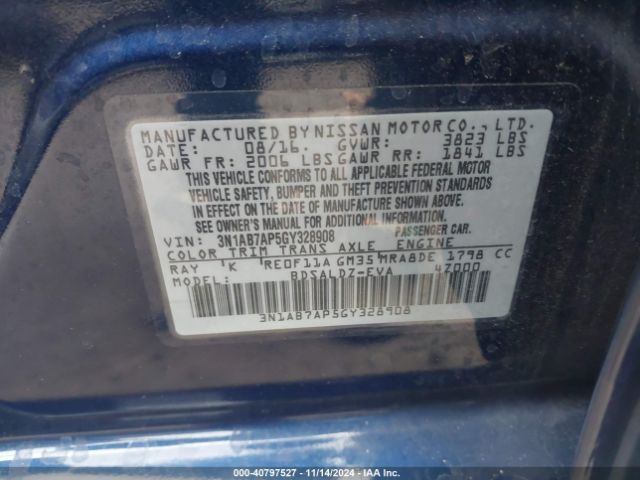 MANUFACTURED BY NISSAN MOTOR CO., LTD.
DATE: 08/16. GVWR: 3823 LBS
GAWR FR: 2006 LBS GAWR RR: 1841 LBS
THIS VEHICLE CONFORMS TO ALL APPLICABLE FEDERAL MOTOR
VEHICLE SAFETY, BUMPER AND THEFT PREVENTION STANDARDS
IN EFFECT ON THE DATE OF MANUFACTURE SHOWN ABOVE.
SEE OWNER'S MANUAL FOR ADDITIONAL INFORMATION.
VIN: 3N1AB7AP5GY328908 PASSENGER CAR.
COLOR TRIM TRANS AXLE ENGINE
RAY K RE0F11A GM35 MRA8DE 1798 CC
MODEL: BDSALDZ-EVA 4Z000
3N1AB7AP5GY328908
000-40797527 - 11/14/2024 - IAA Inc.